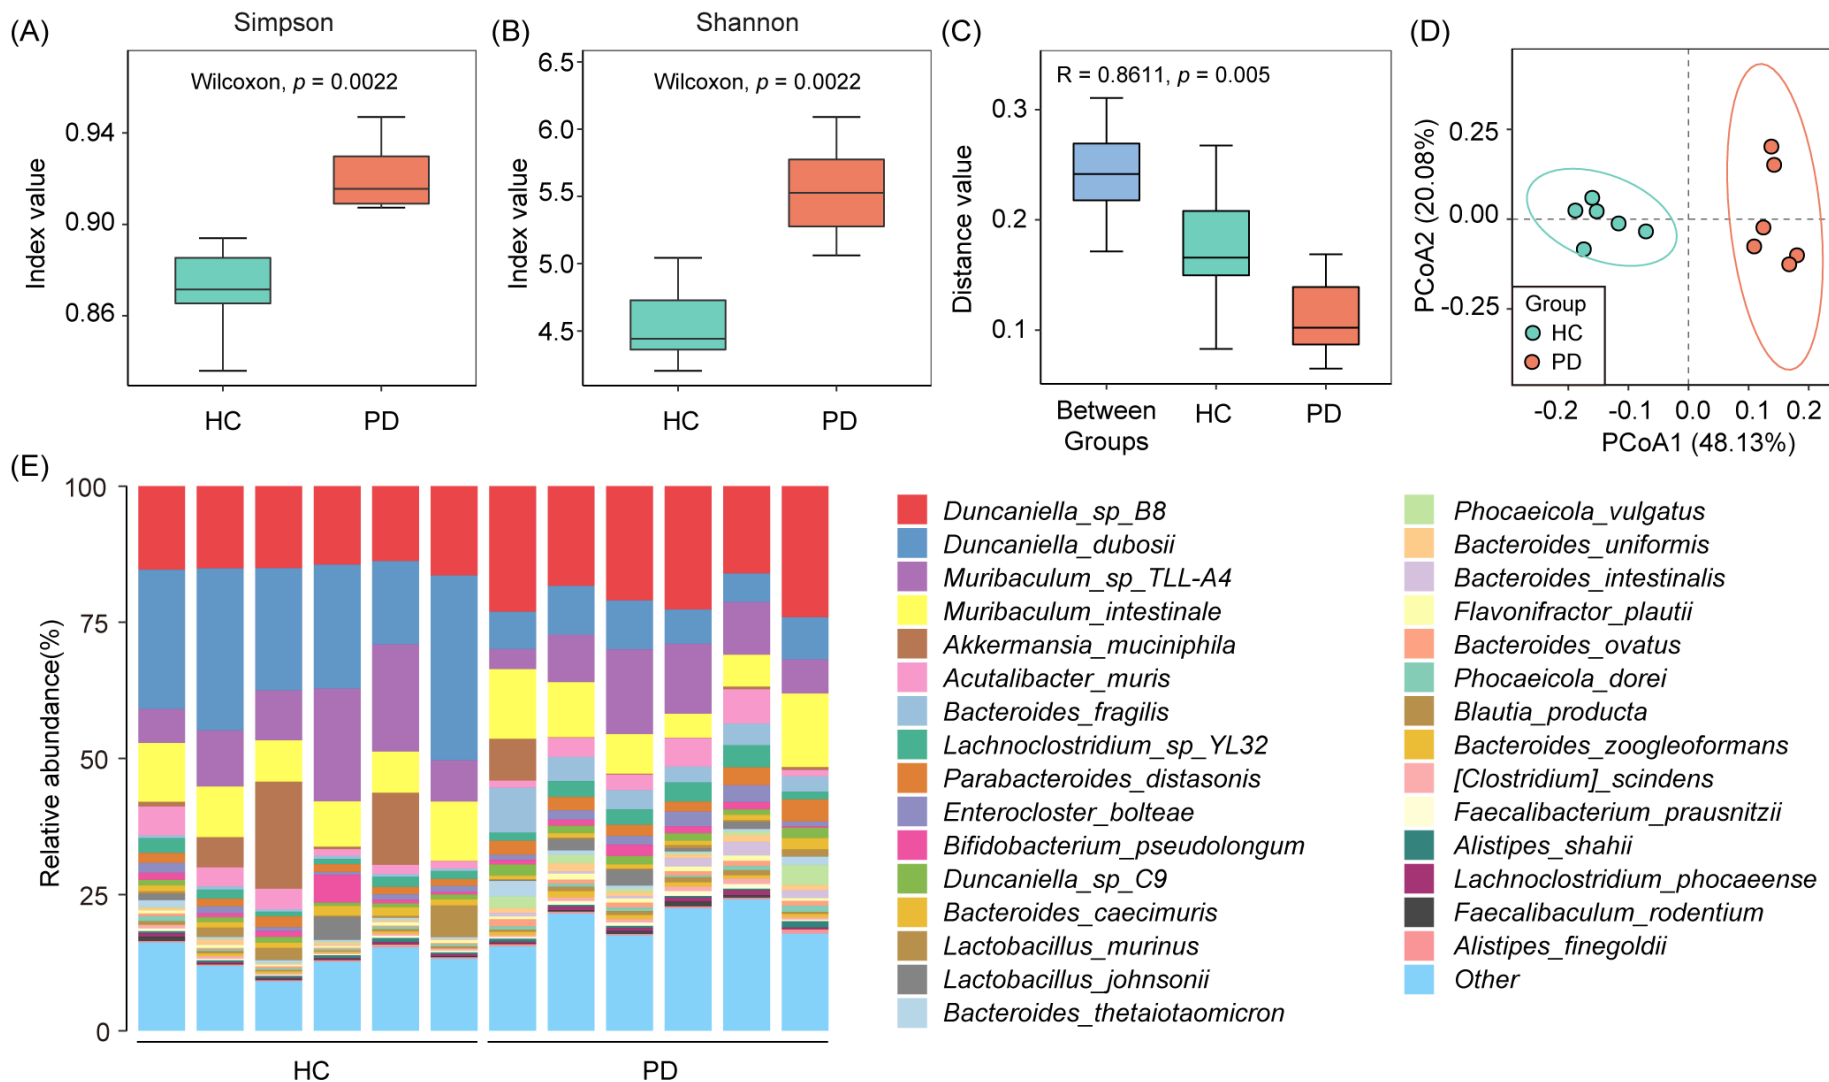 (A)
Simpson
Wilcoxon, p = 0.0022
Index value
0.94
0.90
0.86
HC
PD
(B)
Shannon
Wilcoxon, p = 0.0022
Index value
6.5
6.0
5.5
5.0
4.5
HC
PD
(C)
R = 0.8611, p = 0.005
Distance value
0.3
0.2
0.1
Between
Groups
HC
PD
(D)
PCoA2 (20.08%)
0.25
0.00
-0.25
Group
HC
PD
-0.2
-0.1
0.0
0.1
0.2
PCoA1 (48.13%)
(E)
Relative abundance(%)
100
75
50
25
0
HC
PD
Duncaniella_sp_B8
Duncaniella_dubosii
Muribaculum_sp_TLL-A4
Muribaculum_intestinale
Akkermansia_muciniphila
Acutalibacter_muris
Bacteroides_fragilis
Lachnoclostridium_sp_YL32
Parabacteroides_distasonis
Enterocloster_bolteae
Bifidobacterium_pseudolongum
Duncaniella_sp_C9
Bacteroides_caecimuris
Lactobacillus_murinus
Lactobacillus_johnsonii
Bacteroides_thetaiotaomicron
Phocaeicola_vulgatus
Bacteroides_uniformis
Bacteroides_intestinalis
Flavonifractor_plautii
Bacteroides_ovatus
Phocaeicola_dorei
Blautia_producta
Bacteroides_zoogleoformans
[Clostridium]_scindens
Faecalibacterium_prausnitzii
Alistipes_shahii
Lachnoclostridium_phocaeense
Faecalibaculum_rodentium
Alistipes_finegoldii
Other